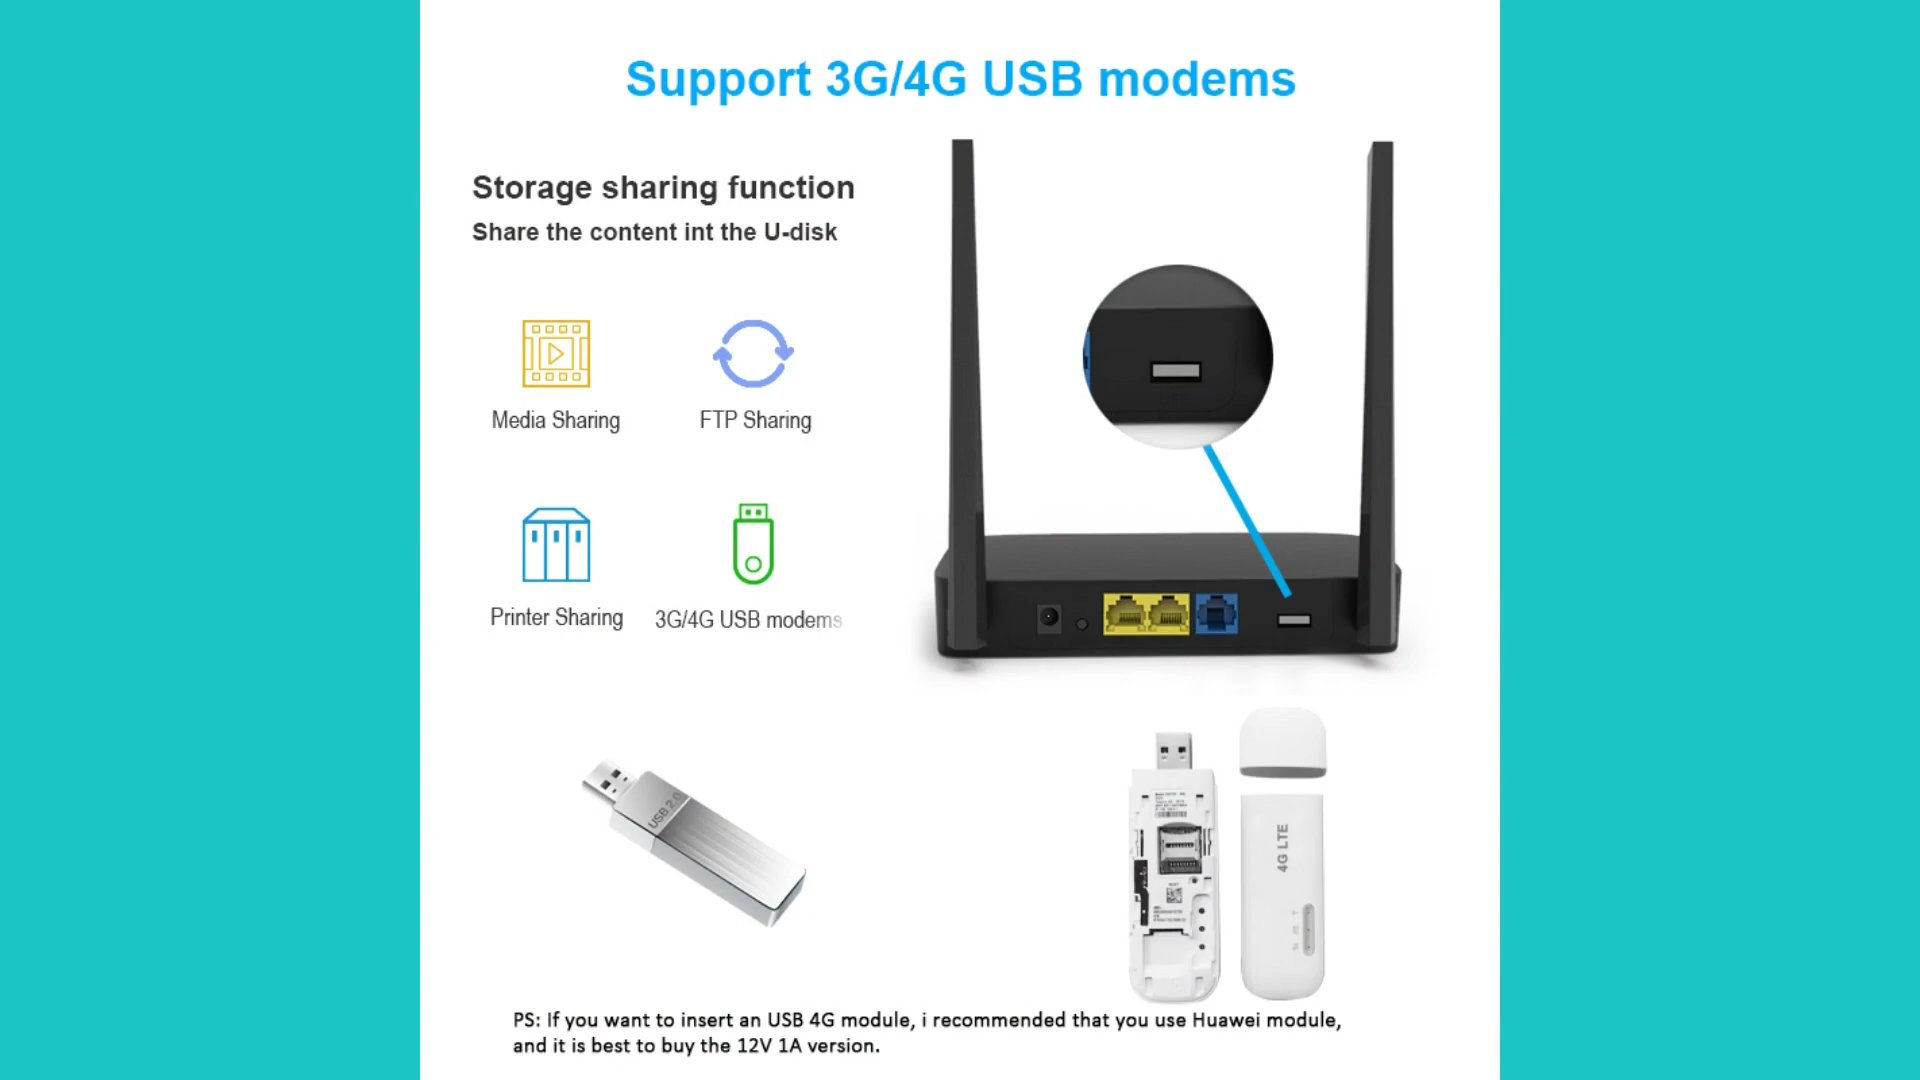 Support 3G/4G USB modems
Storage sharing function
Share the content int the U-disk
Media Sharing
FTP Sharing
Printer Sharing
3G/4G USB modems
USB 2.0
4G LTE
PS: If you want to insert an USB 4G module, i recommended that you use Huawei module,
and it is best to buy the 12V 1A version.